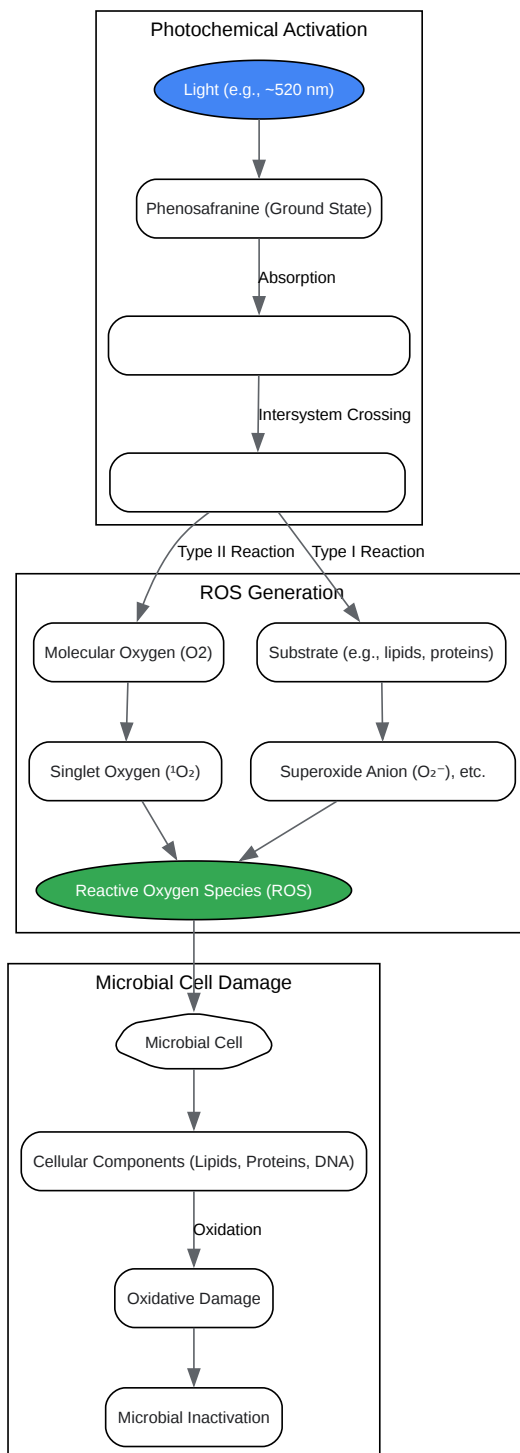 Photochemical Activation
Light (e.g., ~520 nm)
Phenosafranine (Ground State)
Absorption
Intersystem Crossing
Type II Reaction
Type I Reaction
ROS Generation
Molecular Oxygen (O2)
Substrate (e.g., lipids, proteins)
Singlet Oxygen (¹O₂)
Superoxide Anion (O₂⁻), etc.
Reactive Oxygen Species (ROS)
Microbial Cell Damage
Microbial Cell
Cellular Components (Lipids, Proteins, DNA)
Oxidation
Oxidative Damage
Microbial Inactivation